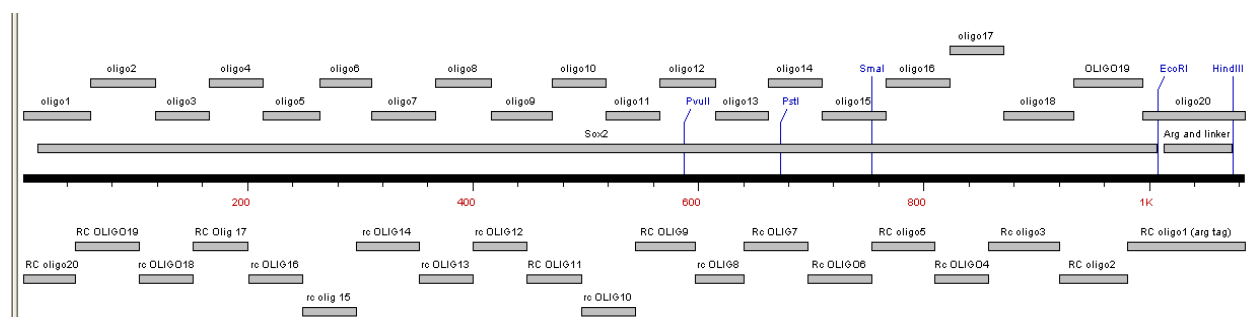 oligo17
oligo2
oligo4
oligo6
oligo8
oligo10
oligo12
oligo14
SmaI
oligo16
OLIGO19
EcoRI
HindIII
oligo1
oligo3
oligo5
oligo7
oligo9
oligo11
PvuII
oligo13
PstI
oligo15
oligo18
oligo20
Sox2
Arg and linker
200
400
600
800
1K
RC OLIGO19
RC Olig 17
rc OLIG14
rc OLIG12
RC OLIG9
Rc OLIG7
RC oligo5
Rc oligo3
RC oligo1 (arg tag)
RC oligo20
rc OLIGO18
rc OLIG16
rc OLIG13
RC OLIG11
rc OLIG8
Rc OLIGO6
RC OLIGO4
RC oligo2
rc olig 15
rc OLIG10